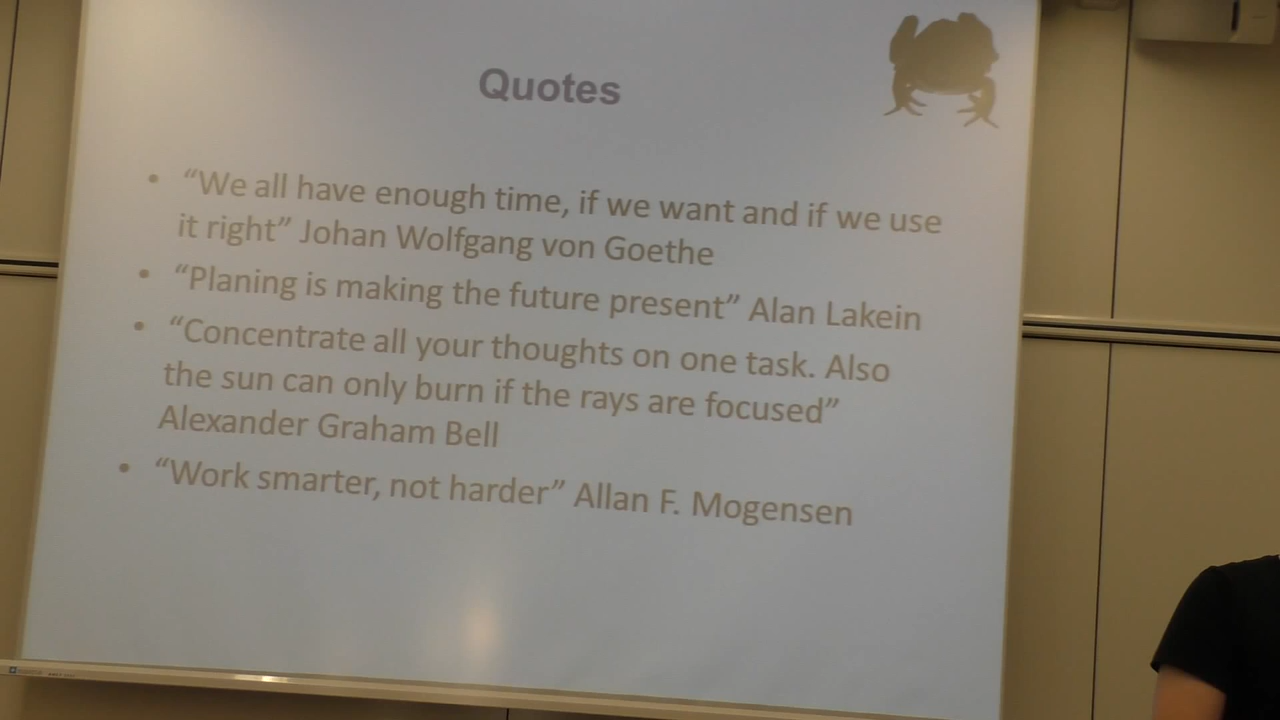 Quotes
• “We all have enough time, if we want and if we use
it right” Johan Wolfgang von Goethe
• “Planing is making the future present” Alan Lakein
• “Concentrate all your thoughts on one task. Also
the sun can only burn if the rays are focused”
Alexander Graham Bell
• “Work smarter, not harder” Allan F. Mogensen